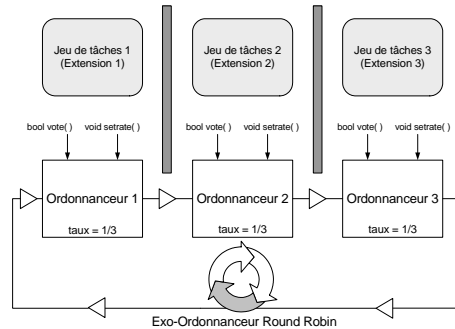 Jeu de tâches 1
(Extension 1)
Jeu de tâches 2
(Extension 2)
Jeu de tâches 3
(Extension 3)
bool vote( )
void setrate( )
bool vote( )
void setrate( )
bool vote( )
void setrate( )
Ordonnanceur 1
taux = 1/3
Ordonnanceur 2
taux = 1/3
Ordonnanceur 3
taux = 1/3
Exo-Ordonnanceur Round Robin